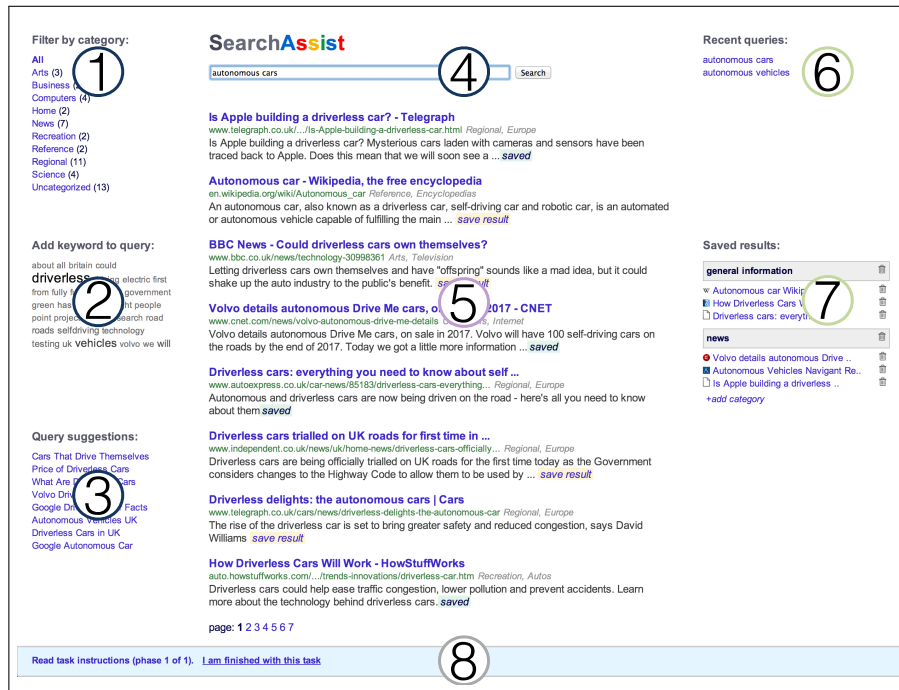 Filter by category:
All
Arts (3)
Business
Computers (4)
Home (2)
News (7)
Recreation (2)
Reference (2)
Regional (11)
Science (4)
Uncategorized (13)
1
SearchAssist
autonomous cars
Search
4
Recent queries:
autonomous cars
autonomous vehicles
6
Is Apple building a driverless car? - Telegraph
www.telegraph.co.uk/.../Is-Apple-building-a-driverless-car.html Regional, Europe
Is Apple building a driverless car? Mysterious cars laden with cameras and sensors have been
traced back to Apple. Does this mean that we will soon see a ... saved
Autonomous car - Wikipedia, the free encyclopedia
en.wikipedia.org/wiki/Autonomous_car Reference, Encyclopedias
An autonomous car, also known as a driverless car, self-driving car and robotic car, is an automated
or autonomous vehicle capable of fulfilling the main ... save result
Add keyword to query:
about all britain could
driverless electric first
from fully government
green has people
point search road
roads selfdriving technology
testing uk vehicles volvo we will
2
BBC News - Could driverless cars own themselves?
www.bbc.co.uk/news/technology-30998361 Arts, Television
Letting driverless cars own themselves and have "offspring" sounds like a mad idea, but it could
shake up the auto industry to the public's benefit.
5
Volvo details autonomous Drive Me cars, 2017 - CNET
www.cnet.com/news/volvo-autonomous-drive-me-details Internet
Volvo details autonomous Drive Me cars, on sale in 2017. Volvo will have 100 self-driving cars on
the roads by the end of 2017. Today we got a little more information ... saved
Driverless cars: everything you need to know about self ...
www.autoexpress.co.uk/car-news/85183/driverless-cars-everything... Regional, Europe
Autonomous and driverless cars are now being driven on the road - here's all you need to know
about them saved
Saved results:
general information
Autonomous car
How Driverless Cars
Driverless cars:
7
news
Volvo details autonomous Drive ..
Autonomous Vehicles Navigant Re..
Is Apple building a driverless ..
+add category
Query suggestions:
Cars That Drive Themselves
Price of Driverless Cars
What Are Cars
Volvo
Google Facts
Autonomous Vehicles UK
Driverless Cars in UK
Google Autonomous Car
3
Driverless cars trialled on UK roads for first time in ...
www.independent.co.uk/news/uk/home-news/driverless-cars-officially... Regional, Europe
Driverless cars are being officially trialled on UK roads for the first time today as the Government
considers changes to the Highway Code to allow them to be used by ... save result
Driverless delights: the autonomous cars | Cars
www.telegraph.co.uk/cars/news/driverless-delights-the-autonomous-car Regional, Europe
The rise of the driverless car is set to bring greater safety and reduced congestion, says David
Williams save result
How Driverless Cars Will Work - HowStuffWorks
auto.howstuffworks.com/.../trends-innovations/driverless-car.htm Recreation, Autos
Driverless cars could help ease traffic congestion, lower pollution and prevent accidents. Learn
more about the technology behind driverless cars. saved
page: 1 2 3 4 5 6 7
Read task instructions (phase 1 of 1). I am finished with this task
8